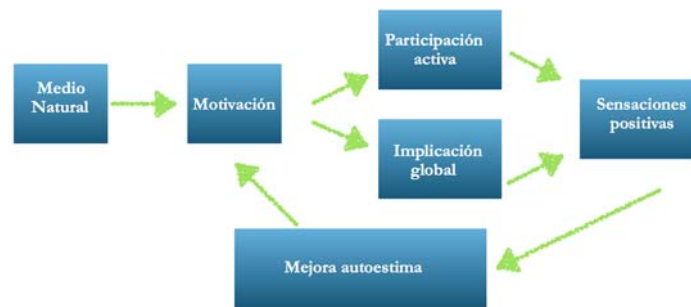 Medio
Natural
Motivación
Participación
activa
Implicación
global
Sensaciones
positivas
Mejora autoestima